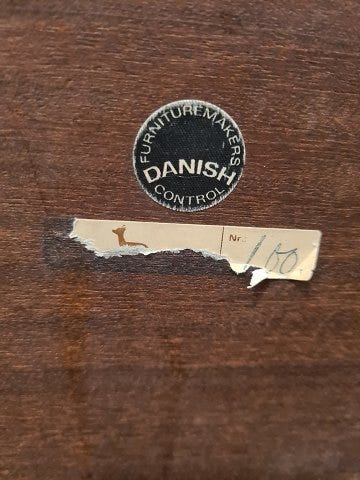 FURNITUREMAKERS
DANISH
CONTROL
Nr.: 100